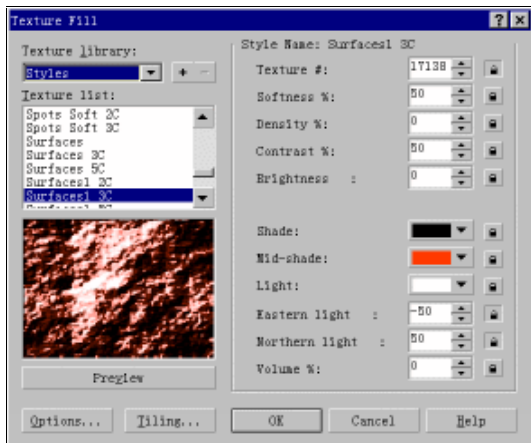 Texture Fill
Texture library:
Styles
Texture list:
Spots Soft 2C
Spots Soft 3C
Surfaces
Surfaces 3C
Surfaces 5C
Surfaces1 2C
Surfaces1 3C
Preview
Options...
Tiling...
Style Name: Surfaces1 3C
Texture #: 17138
Softness %: 50
Density %: 0
Contrast %: 50
Brightness : 0
Shade:
Mid-shade:
Light:
Eastern light : -50
Northern light : 50
Volume %: 0
OK
Cancel
Help